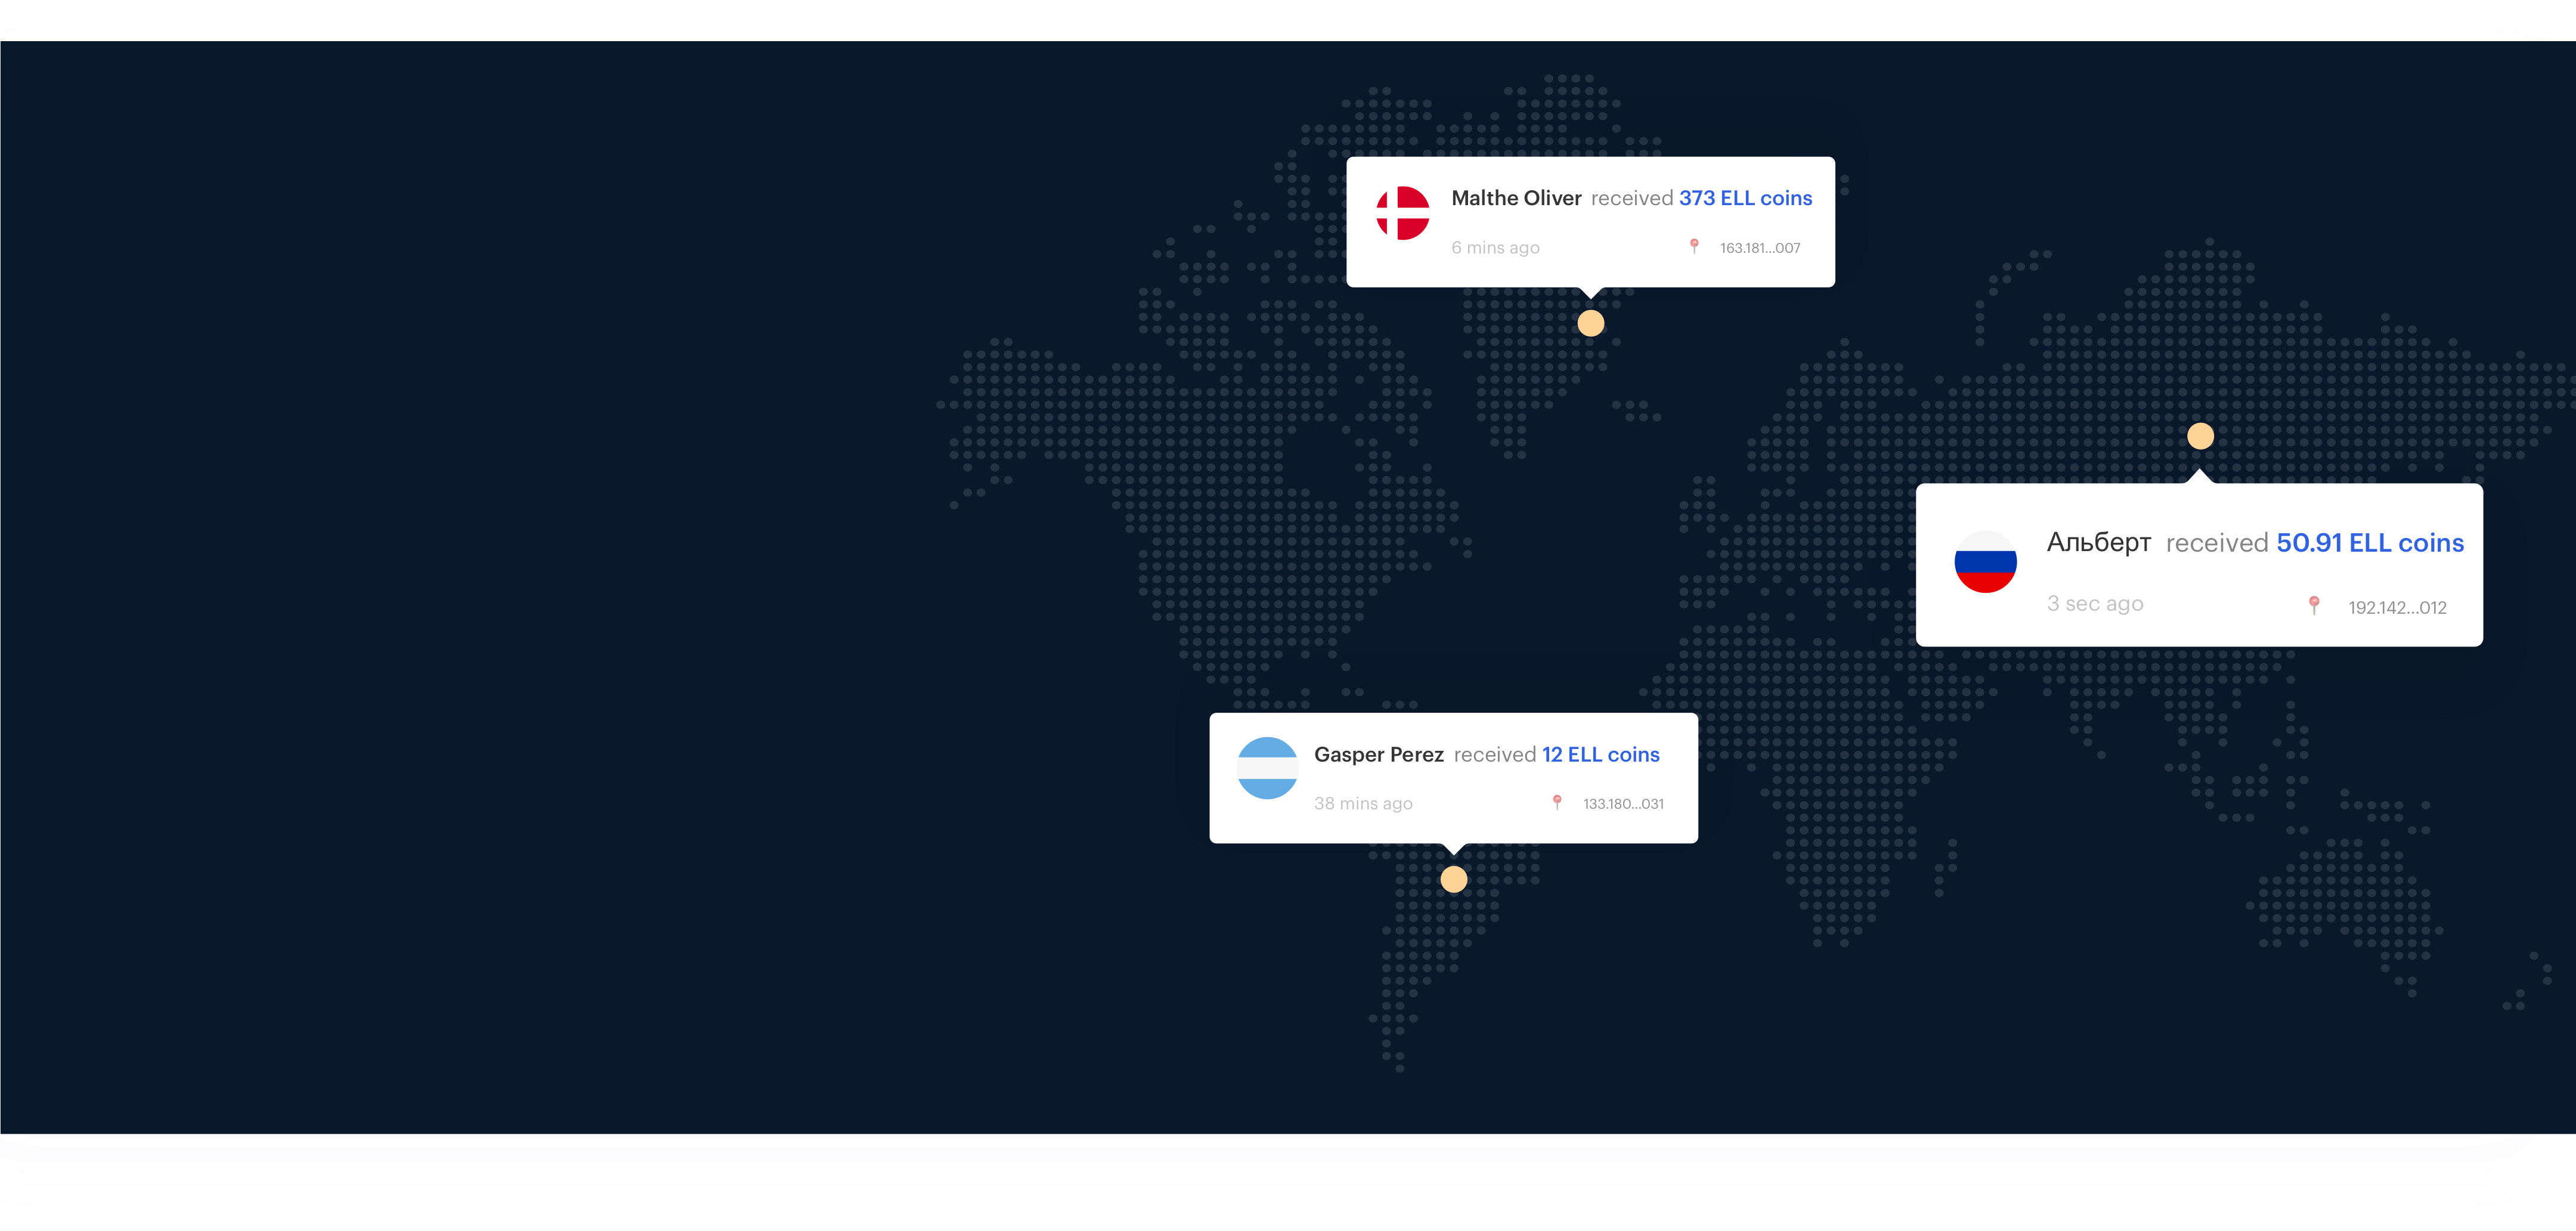 Malthe Oliver received 373 ELL coins
6 mins ago 163.181...007
Альберт received 50.91 ELL coins
3 sec ago 192.142...012
Gasper Perez received 12 ELL coins
38 mins ago 133.180...031